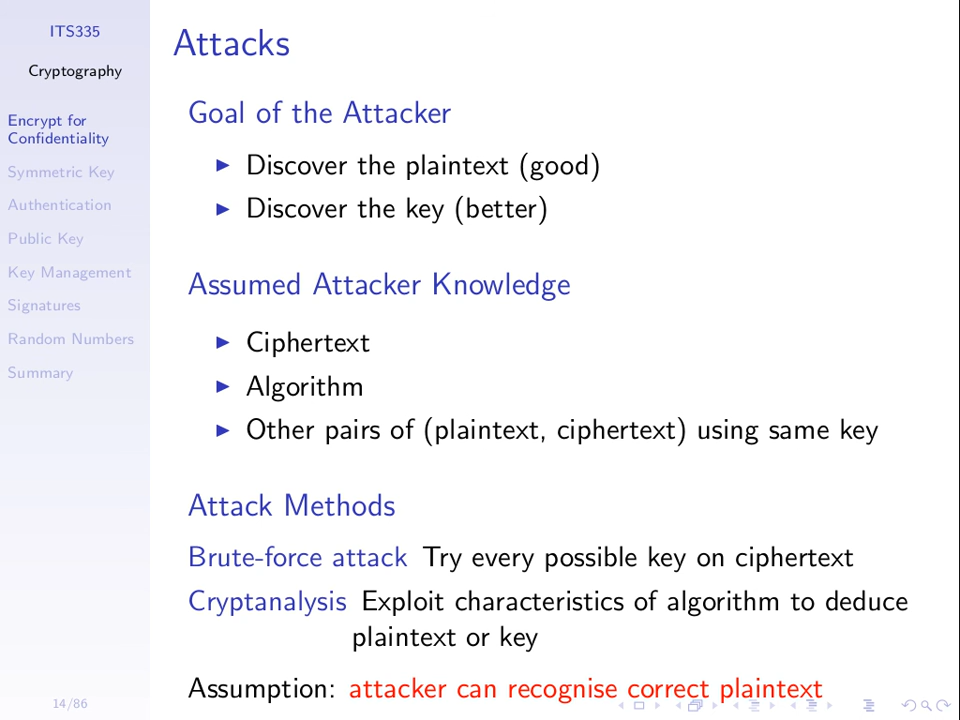 ITS335
Cryptography
Encrypt for
Confidentiality
Symmetric Key
Authentication
Public Key
Key Management
Signatures
Random Numbers
Summary
14/86
Attacks
Goal of the Attacker
Discover the plaintext (good)
Discover the key (better)
Assumed Attacker Knowledge
Ciphertext
Algorithm
Other pairs of (plaintext, ciphertext) using same key
Attack Methods
Brute-force attack Try every possible key on ciphertext
Cryptanalysis Exploit characteristics of algorithm to deduce
plaintext or key
Assumption: attacker can recognise correct plaintext